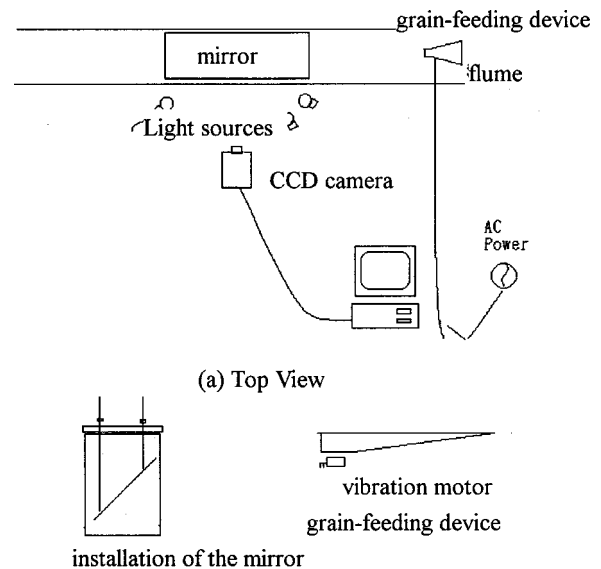 grain-feeding device
mirror
flume
Light sources
CCD camera
AC
Power
(a) Top View
vibration motor
grain-feeding device
installation of the mirror